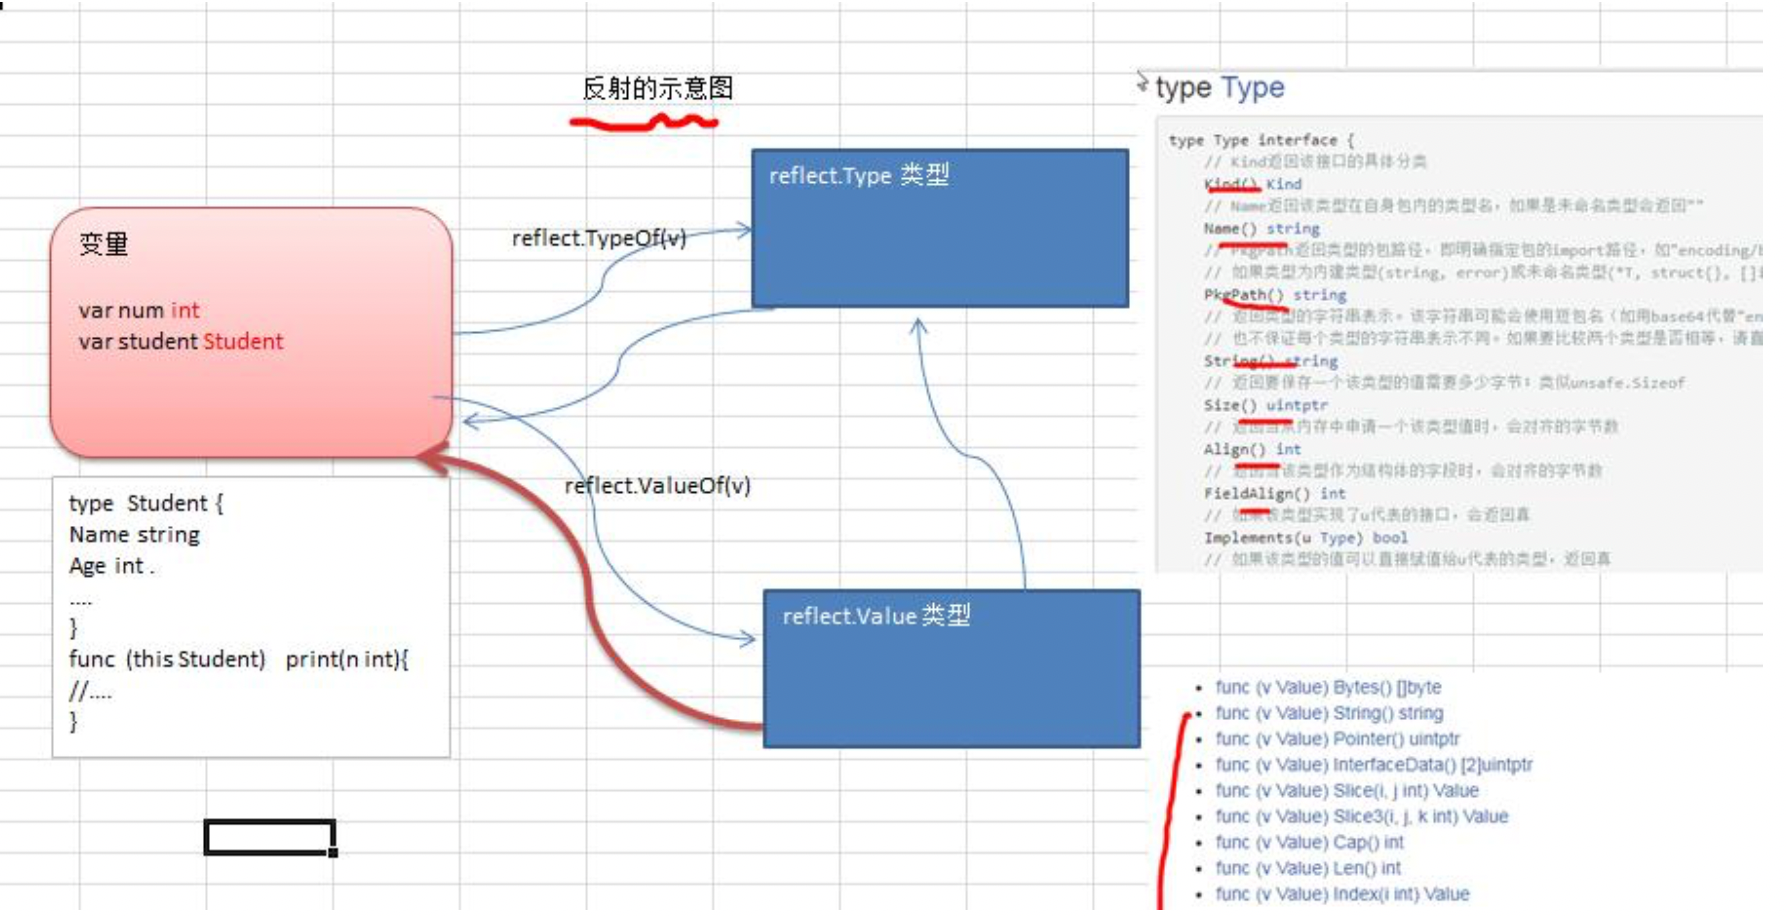 反射的示意图
变量
var num int
var student Student
reflect.TypeOf(v)
reflect.Type 类型
reflect.ValueOf(v)
type Student {
Name string
Age int .
....
}
func (this Student) print(n int){
//....
}
reflect.Value 类型
type Type
type Type interface {
// Kind返回该接口的具体分类
Kind() Kind
// Name返回该类型在自身包内的类型名，如果是未命名类型会返回""
Name() string
// PkgPath返回类型的包路径，即明确指定包的import路径，如"encoding/
// 如果类型为内建类型(string, error)或未命名类型(*T, struct{}, []
PkgPath() string
// 返回类型的字符串表示。该字符串可能会使用短包名（如用base64代替"en
// 也不保证每个类型的字符串表示不同。如果要比较两个类型是否相等，请直
String() string
// 返回要保存一个该类型的值需要多少字节；类似unsafe.Sizeof
Size() uintptr
// 返回当从内存中申请一个该类型值时，会对齐的字节数
Align() int
// 返回当该类型作为结构体的字段时，会对齐的字节数
FieldAlign() int
// 如果该类型实现了u代表的接口，会返回真
Implements(u Type) bool
// 如果该类型的值可以直接赋值给u代表的类型，返回真
• func (v Value) Bytes() []byte
• func (v Value) String() string
• func (v Value) Pointer() uintptr
• func (v Value) InterfaceData() [2]uintptr
• func (v Value) Slice(i, j int) Value
• func (v Value) Slice3(i, j, k int) Value
• func (v Value) Cap() int
• func (v Value) Len() int
• func (v Value) Index(i int) Value